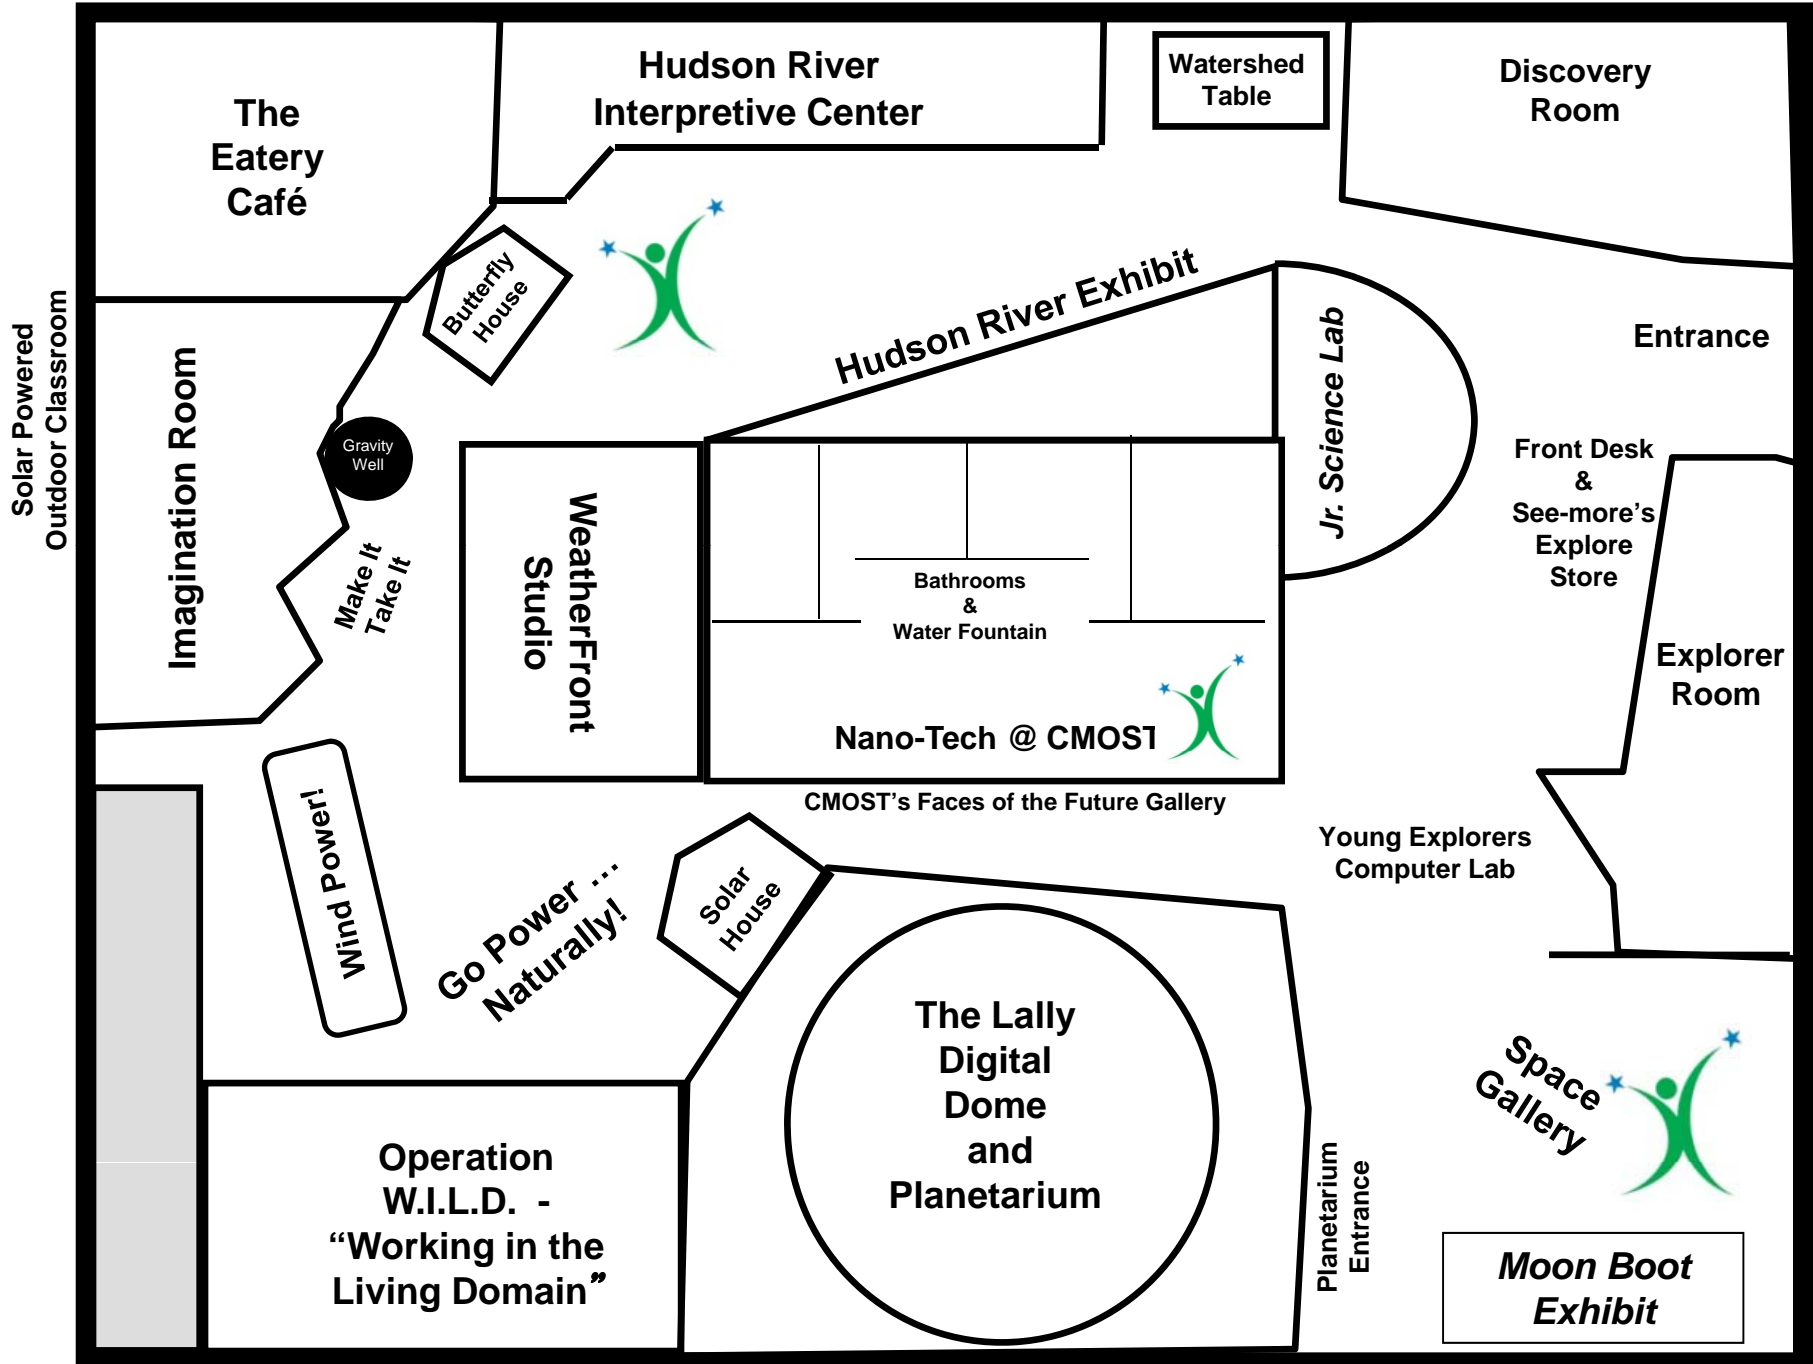 The
Eatery
Café
Hudson River
Interpretive Center
Watershed
Table
Discovery
Room
Butterfly
House
Hudson River Exhibit
Jr. Science Lab
Entrance
Solar Powered
Outdoor Classroom
Imagination Room
Gravity
Well
Make It
Take It
WeatherFront
Studio
Bathrooms
&
Water Fountain
Nano-Tech @ CMOST
Front Desk
&
See-more’s
Explore
Store
Explorer
Room
CMOST’s Faces of the Future Gallery
Young Explorers
Computer Lab
Wind Power!
Go Power …
Naturally!
Solar
House
The Lally
Digital
Dome
and
Planetarium
Space
Gallery
Operation
W.I.L.D. -
“Working in the
Living Domain”
Planetarium
Entrance
Moon Boot
Exhibit